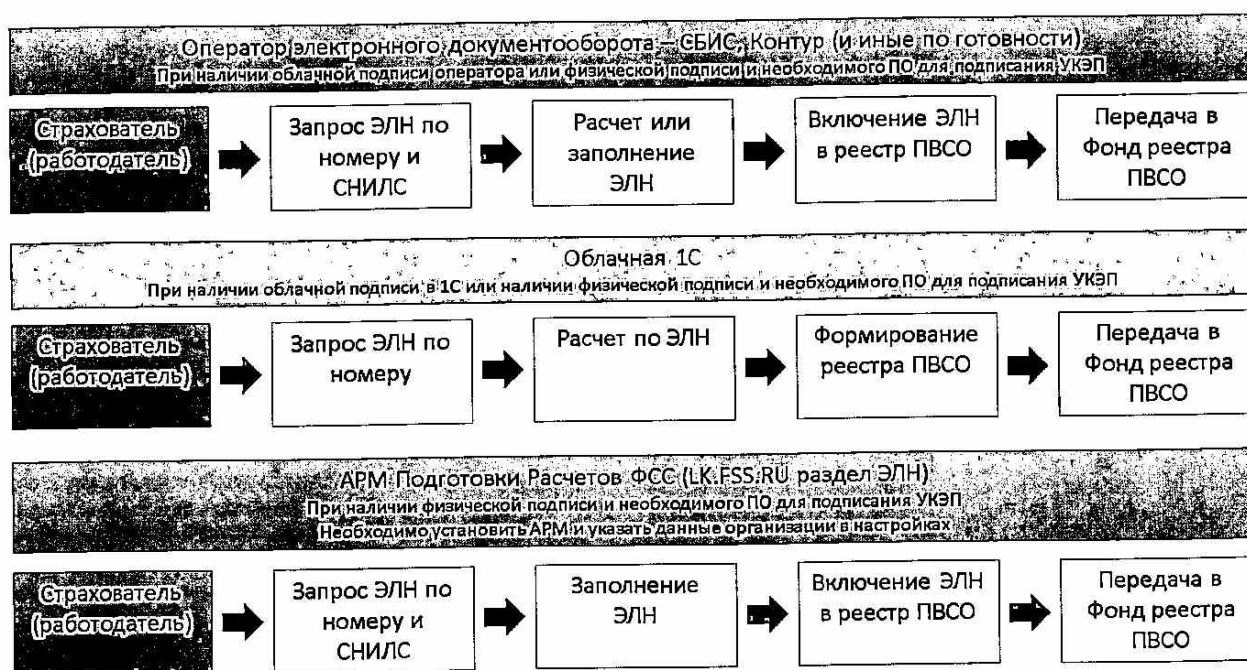 Оператор электронного документооборота – СБИС, Контур (и иные по готовности)
При наличии облачной подписи оператора или физической подписи и необходимого ПО для подписания УКЭП
Страхователь
(работодатель)
Запрос ЭЛН по
номеру и
СНИЛС
Расчет или
заполнение
ЭЛН
Включение ЭЛН
в реестр ПВСО
Передача в
Фонд реестра
ПВСО
Облачная 1С
При наличии облачной подписи в 1С или наличии физической подписи и необходимого ПО для подписания УКЭП
Страхователь
(работодатель)
Запрос ЭЛН по
номеру
Расчет по ЭЛН
Формирование
реестра ПВСО
Передача в
Фонд реестра
ПВСО
АРМ Подготовки Расчетов ФСС (LK.FSS.RU раздел ЭЛН)
При наличии физической подписи и необходимого ПО для подписания УКЭП
Необходимо установить АРМ и указать данные организации в настройках
Страхователь
(работодатель)
Запрос ЭЛН по
номеру и
СНИЛС
Заполнение
ЭЛН
Включение ЭЛН
в реестр ПВСО
Передача в
Фонд реестра
ПВСО